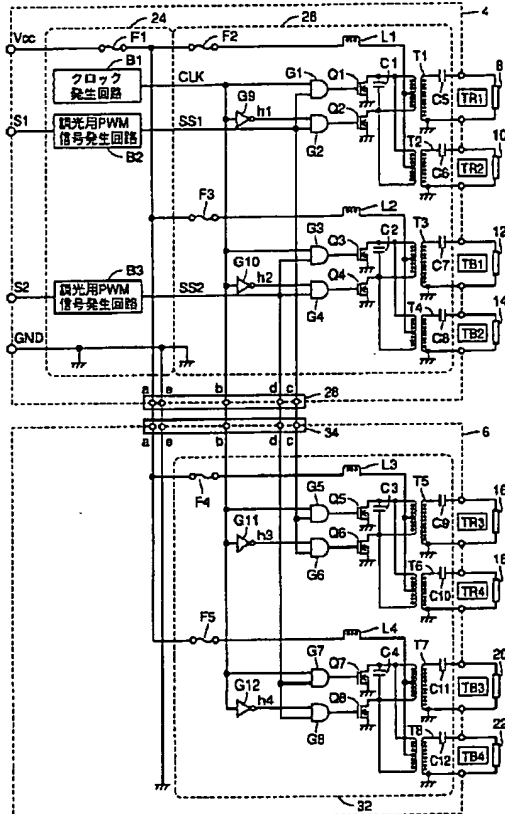 24
26
4
Vcc
F1
F2
L1
B1
クロック
発生回路
CLK
G1
Q1
C1
T1
8
C5
TR1
G9
h1
S1
調光用PWM
信号発生回路
SS1
B2
G2
Q2
T2
10
C6
TR2
F3
L2
G3
Q3
C2
T3
12
C7
TB1
B3
G10
h2
S2
調光用PWM
信号発生回路
SS2
G4
Q4
T4
14
C8
TB2
GND
a
e
b
d
c
28
a
e
b
d
c
34
6
F4
L3
G5
Q5
C3
T5
16
C9
TR3
G11
h3
G6
Q6
T6
18
C10
TR4
F5
L4
G7
Q7
C4
T7
20
C11
TB3
G12
h4
G8
Q8
T8
22
C12
TB4
32